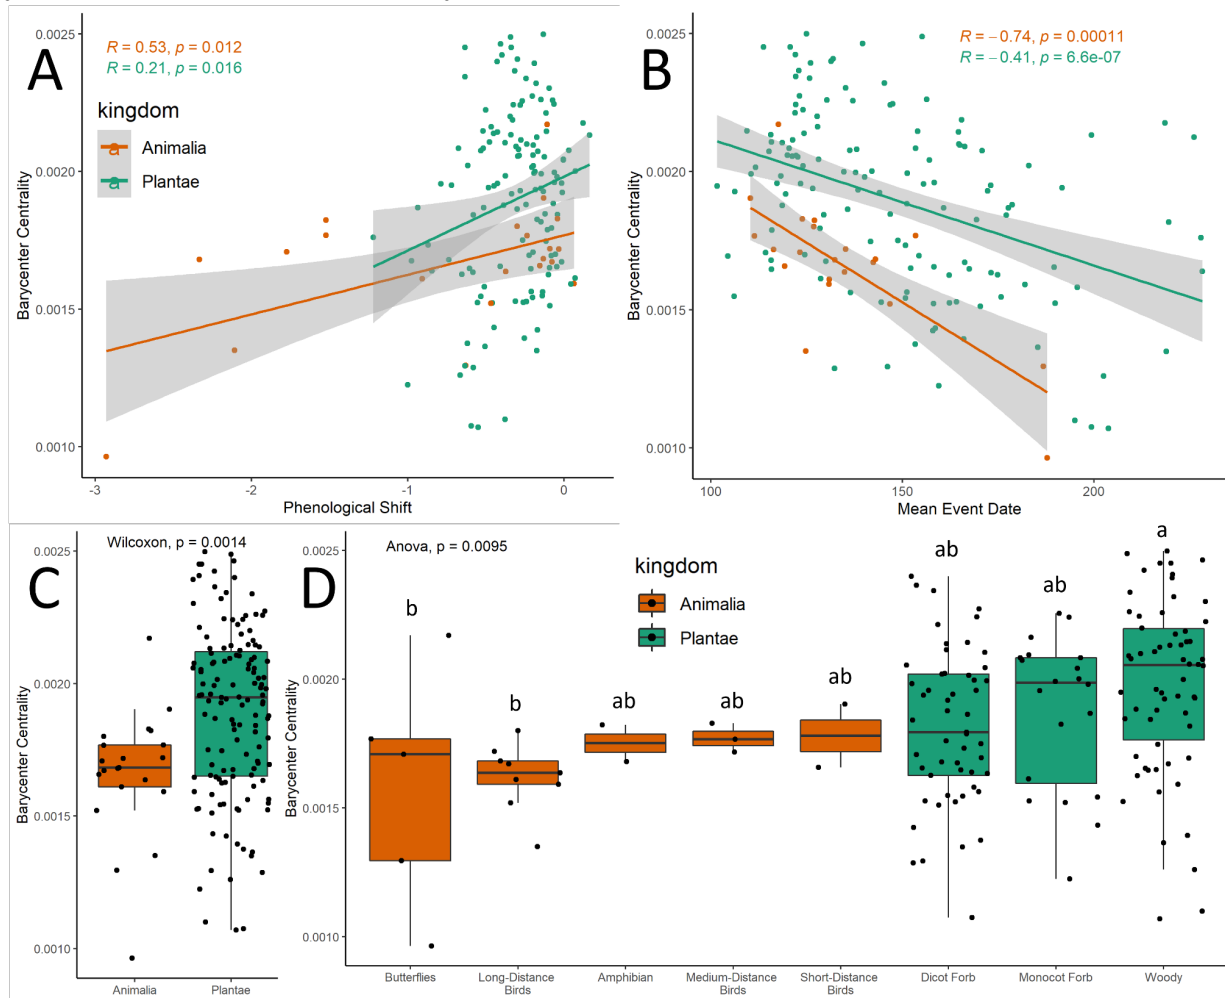 A
R = 0.53, p = 0.012
R = 0.21, p = 0.016
kingdom
a Animalia
a Plantae
0.0025
0.0020
0.0015
0.0010
Barycenter Centrality
-3 -2 -1 0
Phenological Shift
B
R = −0.74, p = 0.00011
R = −0.41, p = 6.6e-07
0.0025
0.0020
0.0015
0.0010
Barycenter Centrality
100 150 200
Mean Event Date
C
Wilcoxon, p = 0.0014
0.0025
0.0020
0.0015
0.0010
Barycenter Centrality
Animalia Plantae
D
Anova, p = 0.0095
kingdom
Animalia
Plantae
b b ab ab ab ab ab a
0.0025
0.0020
0.0015
0.0010
Barycenter Centrality
Butterflies Long-Distance Amphibian Medium-Distance Short-Distance Dicot Forb Monocot Forb Woody
Birds Birds Birds